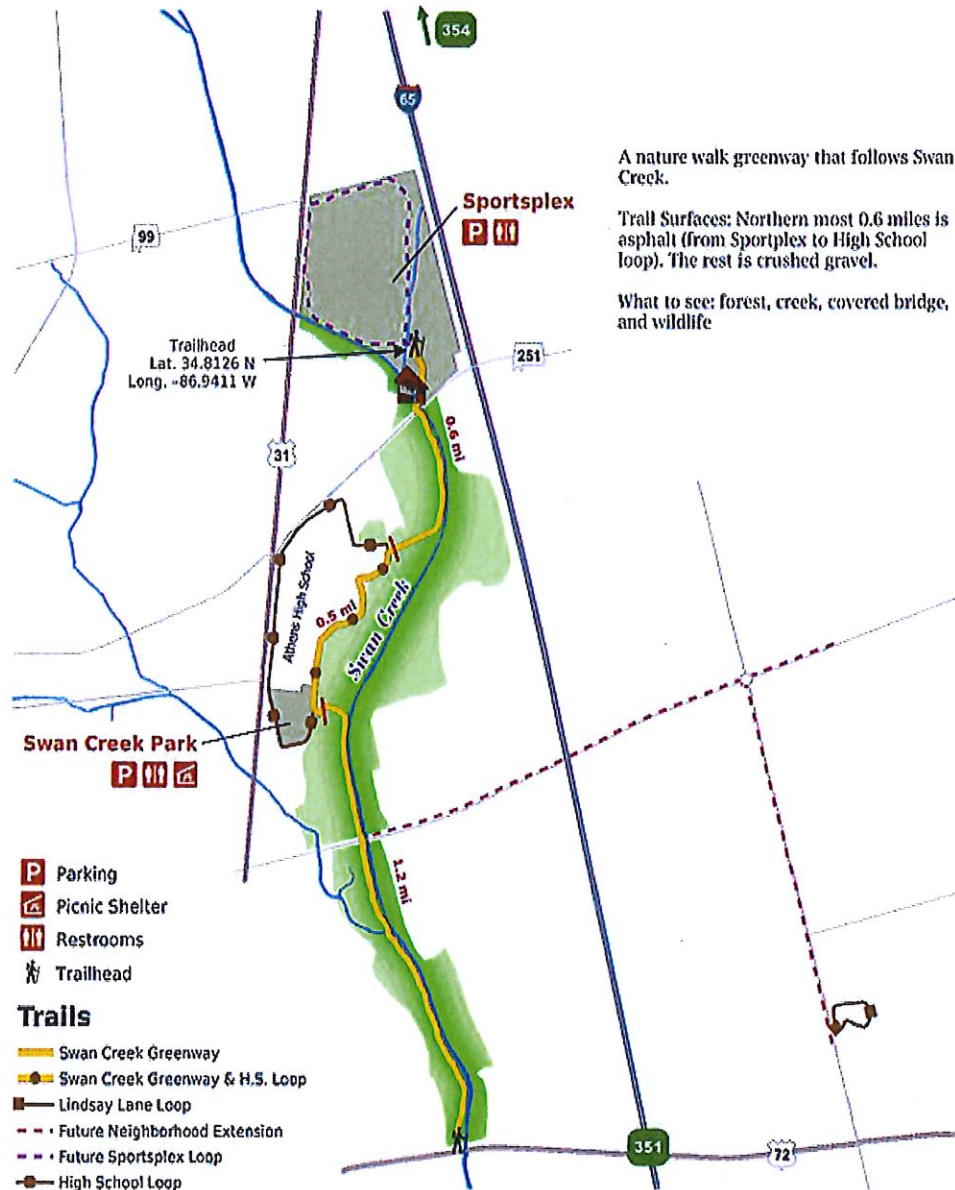 354
65
A nature walk greenway that follows Swan
Creek.
Trail Surfaces: Northern most 0.6 miles is
asphalt (from Sportplex to High School
loop). The rest is crushed gravel.
What to see: forest, creek, covered bridge,
and wildlife
Sportsplex
P
99
Trailhead
Lat. 34.8126 N
Long. -86.9411 W
251
0.6 mi
31
Athens High School
0.5 mi
Swan Creek
Swan Creek Park
P
1.2 mi
P Parking
Picnic Shelter
Restrooms
Trailhead
Trails
Swan Creek Greenway
Swan Creek Greenway & H.S. Loop
Lindsay Lane Loop
Future Neighborhood Extension
Future Sportsplex Loop
High School Loop
351
72